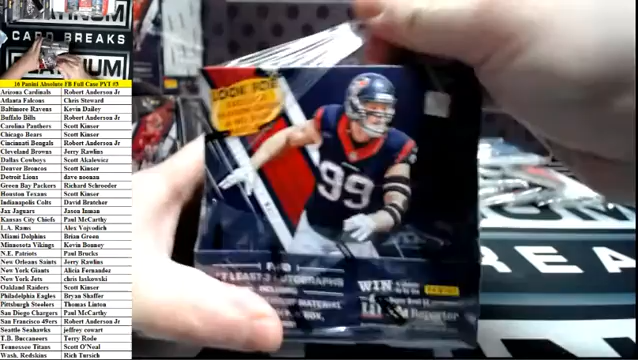 CARD BREAKS
PLATINUM
16 Panini Absolute FB Full Case PYT #3
Arizona Cardinals Robert Anderson Jr
Atlanta Falcons Chris Steward
Baltimore Ravens Kevin Dailey
Buffalo Bills Robert Anderson Jr
Carolina Panthers Scott Kinser
Chicago Bears Scott Kinser
Cincinnati Bengals Robert Anderson Jr
Cleveland Browns Jerry Rawlins
Dallas Cowboys Scott Akalewicz
Denver Broncos Scott Kinser
Detroit Lions dave noonan
Green Bay Packers Richard Schroeder
Houston Texans Scott Kinser
Indianapolis Colts David Bratcher
Jax Jaguars Jason Inman
Kansas City Chiefs Paul McCarthy
L.A. Rams Alex Vojvodich
Miami Dolphins Brian Green
Minnesota Vikings Kevin Bonney
N.E. Patriots Paul Brucks
New Orleans Saints Jerry Rawlins
New York Giants Alicia Fernandez
New York Jets chris laskowski
Oakland Raiders Scott Kinser
Philadelphia Eagles Bryan Shaffer
Pittsburgh Steelers Thomas Linton
San Diego Chargers Paul McCarthy
San Francisco 49ers Robert Anderson Jr
Seattle Seahawks jeffrey cowart
T.B. Buccaneers Terry Rode
Tennessee Titans Scott O'Neal
Wash. Redskins Rich Tursich
LOOK FOR
99
FIND
AUTOGRAPHS
MATERIAL
BOX,
WIN
PANINI
Reporter
REA